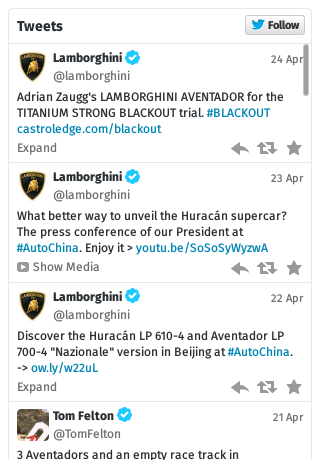 Tweets
Follow
Lamborghini
24 Apr
@lamborghini
Adrian Zaugg's LAMBORGHINI AVENTADOR for the
TITANIUM STRONG BLACKOUT trial. #BLACKOUT
castroledge.com/blackout
Expand
Lamborghini
23 Apr
@lamborghini
What better way to unveil the Huracán supercar?
The press conference of our President at
#AutoChina. Enjoy it > youtu.be/SoSoSyWyzwA
Show Media
Lamborghini
22 Apr
@lamborghini
Discover the Huracán LP 610-4 and Aventador LP
700-4 "Nazionale" version in Beijing at #AutoChina.
-> ow.ly/w22uL
Expand
Tom Felton
21 Apr
@TomFelton
3 Aventadors and an empty race track in